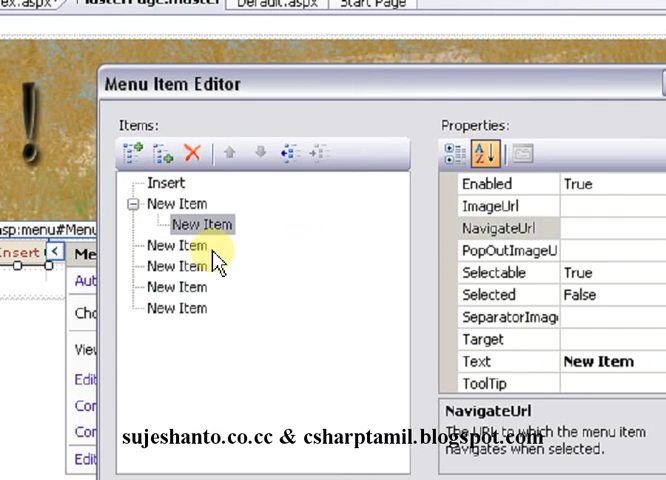 ex.aspx MasterPage.master Default.aspx Start Page
!
Menu Item Editor
Items:
Properties:
Insert
New Item
New Item
New Item
New Item
New Item
New Item
Enabled True
ImageUrl
NavigateUrl
PopOutImageU
Selectable True
Selected False
SeparatorImag
Target
Text New Item
ToolTip
NavigateUrl
The URL to which the menu item
navigates when selected.
asp:menu#Menu
Insert
<
Me
Aut
Cho
View
Edit
Con
Con
Edit
sujeshanto.co.cc & csharptamil.blogspot.com